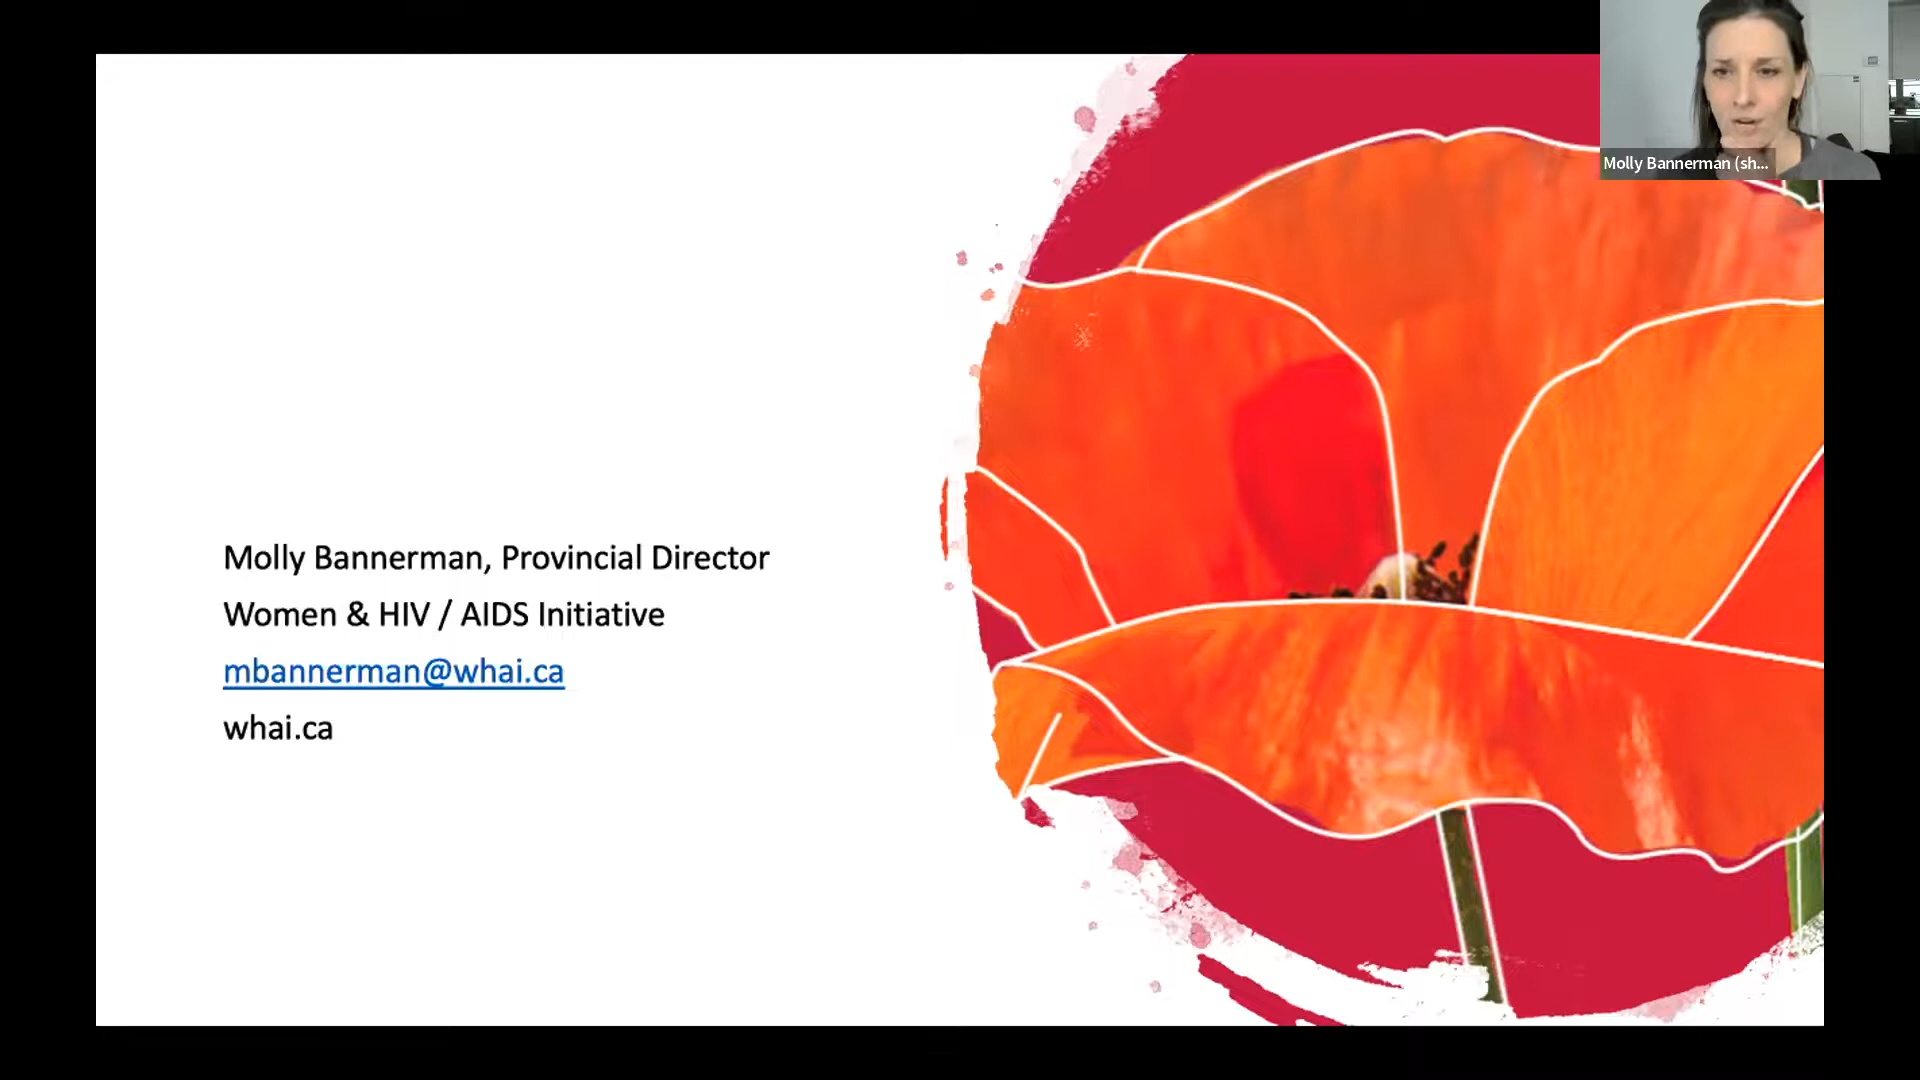 Molly Bannerman (sh...
Molly Bannerman, Provincial Director
Women & HIV / AIDS Initiative
mbannerman@whai.ca
whai.ca